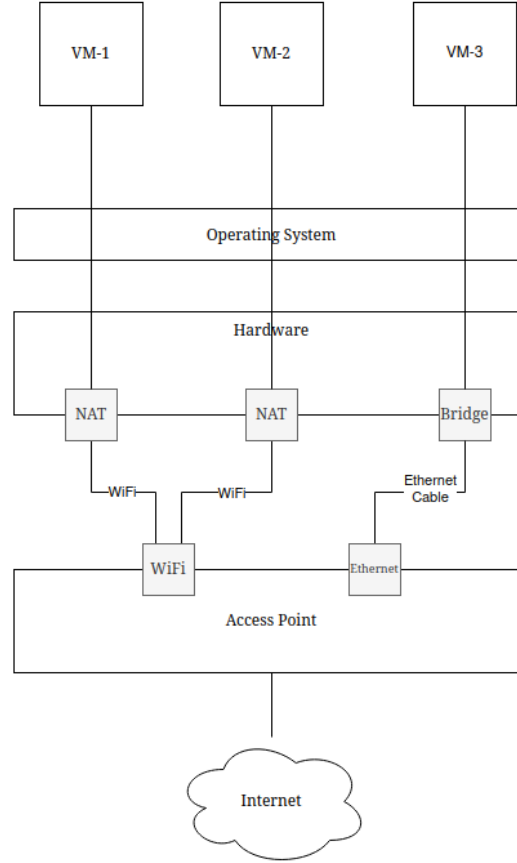 VM-1
VM-2
VM-3
Operating System
Hardware
NAT
NAT
Bridge
WiFi
WiFi
Ethernet
Cable
WiFi
Ethernet
Access Point
Internet